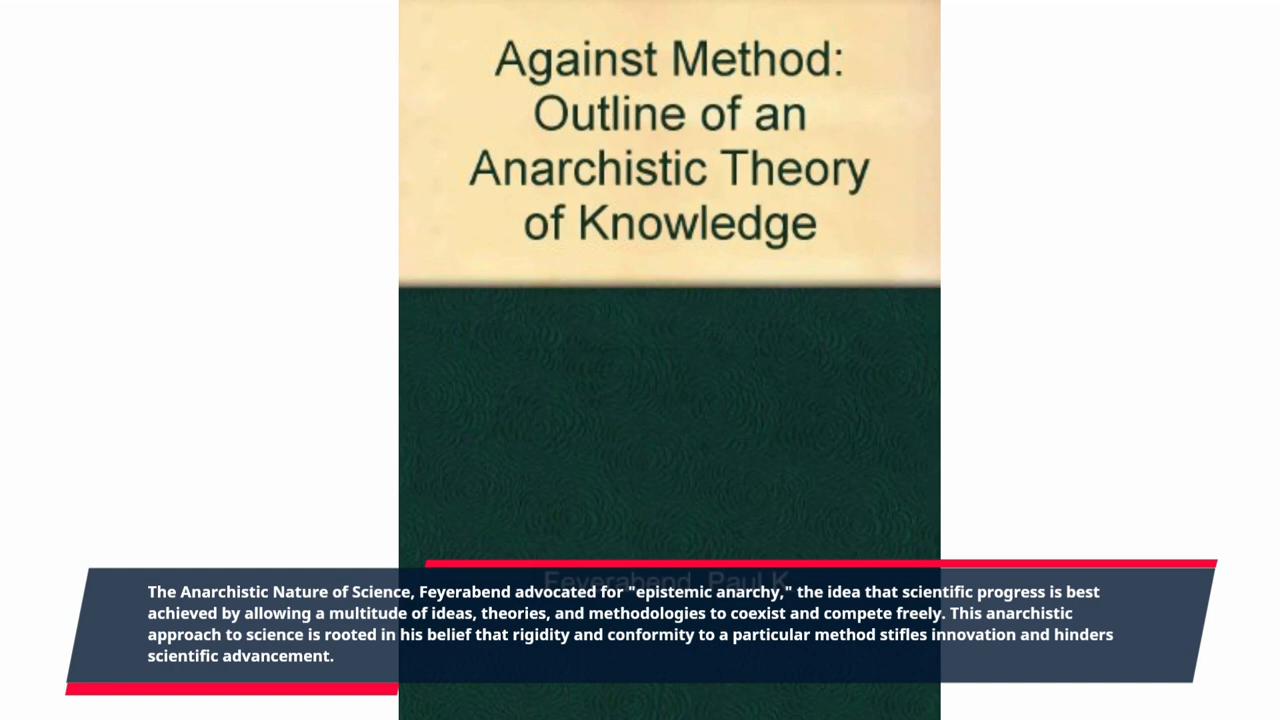 Against Method:
Outline of an
Anarchistic Theory
of Knowledge
Feyerabend, Paul K.
The Anarchistic Nature of Science, Feyerabend advocated for "epistemic anarchy," the idea that scientific progress is best
achieved by allowing a multitude of ideas, theories, and methodologies to coexist and compete freely. This anarchistic
approach to science is rooted in his belief that rigidity and conformity to a particular method stifles innovation and hinders
scientific advancement.